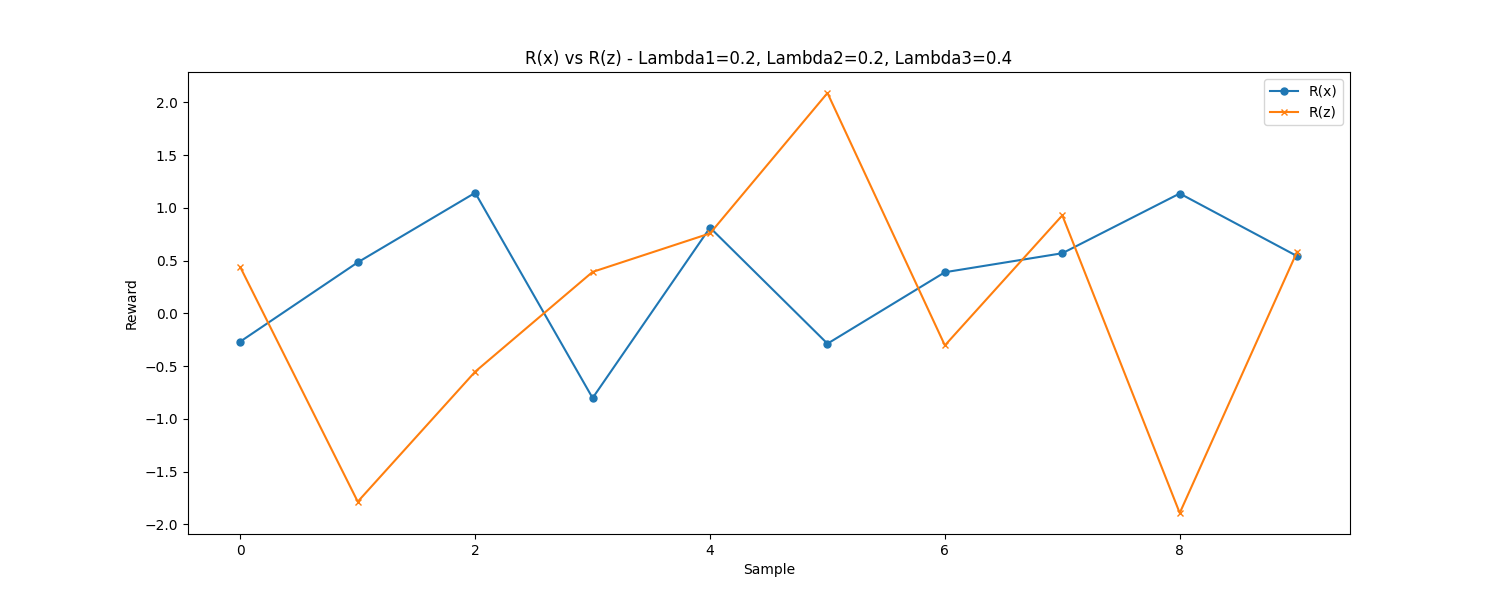 R(x) vs R(z) - Lambda1=0.2, Lambda2=0.2, Lambda3=0.4
R(x)
R(z)
2.0
1.5
1.0
0.5
0.0
−0.5
−1.0
−1.5
−2.0
Reward
0 2 4 6 8
Sample